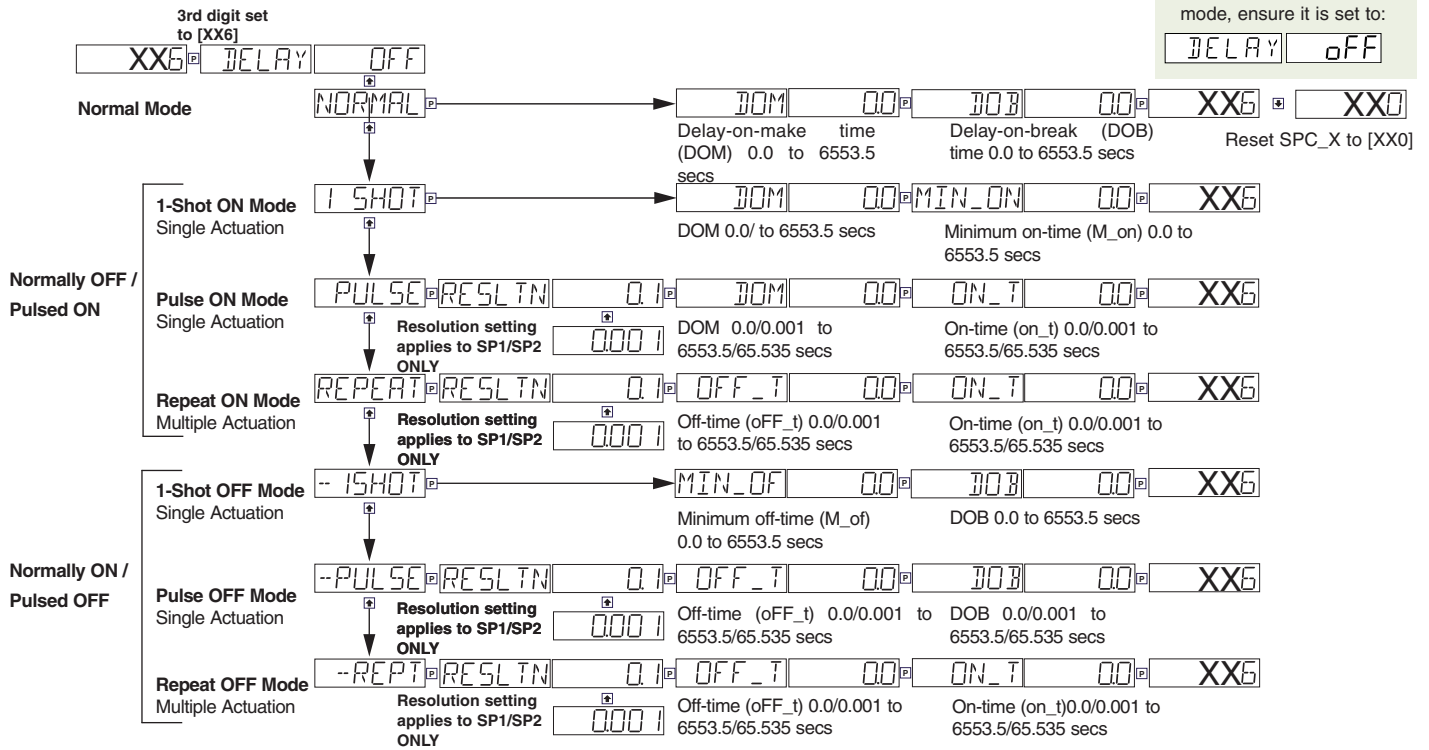 3rd digit set
to [XX6]
mode, ensure it is set to:
XX6 P DELAY OFF
DELAY oFF
Normal Mode
NORMAL P DOM 0.0 P DOB 0.0 P XX6 XX0
Delay-on-make time
(DOM) 0.0 to 6553.5
secs
Delay-on-break (DOB)
time 0.0 to 6553.5 secs
Reset SPC_X to [XX0]
Normally OFF /
Pulsed ON
1-Shot ON Mode
Single Actuation
1 SHOT P DOM 0.0 P MIN_ON 0.0 P XX6
DOM 0.0/ to 6553.5 secs
Minimum on-time (M_on) 0.0 to
6553.5 secs
Pulse ON Mode
Single Actuation
PULSE P RESLTN 0.1 P DOM 0.0 P ON_T 0.0 P XX6
Resolution setting
applies to SP1/SP2
ONLY
0.001
DOM 0.0/0.001 to
6553.5/65.535 secs
On-time (on_t) 0.0/0.001 to
6553.5/65.535 secs
Repeat ON Mode
Multiple Actuation
REPEAT P RESLTN 0.1 P OFF_T 0.0 P ON_T 0.0 P XX6
Resolution setting
applies to SP1/SP2
ONLY
0.001
Off-time (oFF_t) 0.0/0.001
to 6553.5/65.535 secs
On-time (on_t) 0.0/0.001 to
6553.5/65.535 secs
Normally ON /
Pulsed OFF
1-Shot OFF Mode
Single Actuation
-1SHOT P MIN_OF 0.0 P DOB 0.0 P XX6
Minimum off-time (M_of)
0.0 to 6553.5 secs
DOB 0.0 to 6553.5 secs
Pulse OFF Mode
Single Actuation
-PULSE P RESLTN 0.1 P OFF_T 0.0 P DOB 0.0 P XX6
Resolution setting
applies to SP1/SP2
ONLY
0.001
Off-time (oFF_t) 0.0/0.001 to
6553.5/65.535 secs
DOB 0.0/0.001 to
6553.5/65.535 secs
Repeat OFF Mode
Multiple Actuation
-REPT P RESLTN 0.1 P OFF_T 0.0 P ON_T 0.0 P XX6
Resolution setting
applies to SP1/SP2
ONLY
0.001
Off-time (oFF_t) 0.0/0.001 to
6553.5/65.535 secs
On-time (on_t)0.0/0.001 to
6553.5/65.535 secs